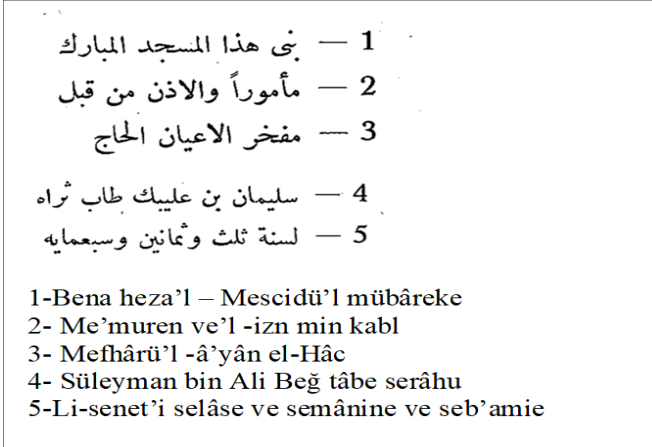 1 — بنى هذا المسجد المبارك
2 — مأموراً والاذن من قبل
3 — مفخر الاعيان الحاج
4 — سليمان بن عليبك طاب ثراه
5 — لسنة ثلث وثمانين وسبعمايه
1-Bena heza’l – Mescidü’l mübâreke
2- Me’muren ve’l -izn min kabl
3- Mefhârü’l -â’yân el-Hâc
4- Süleyman bin Ali Beğ tâbe serâhu
5-Li-senet’i selâse ve semânine ve seb’amie